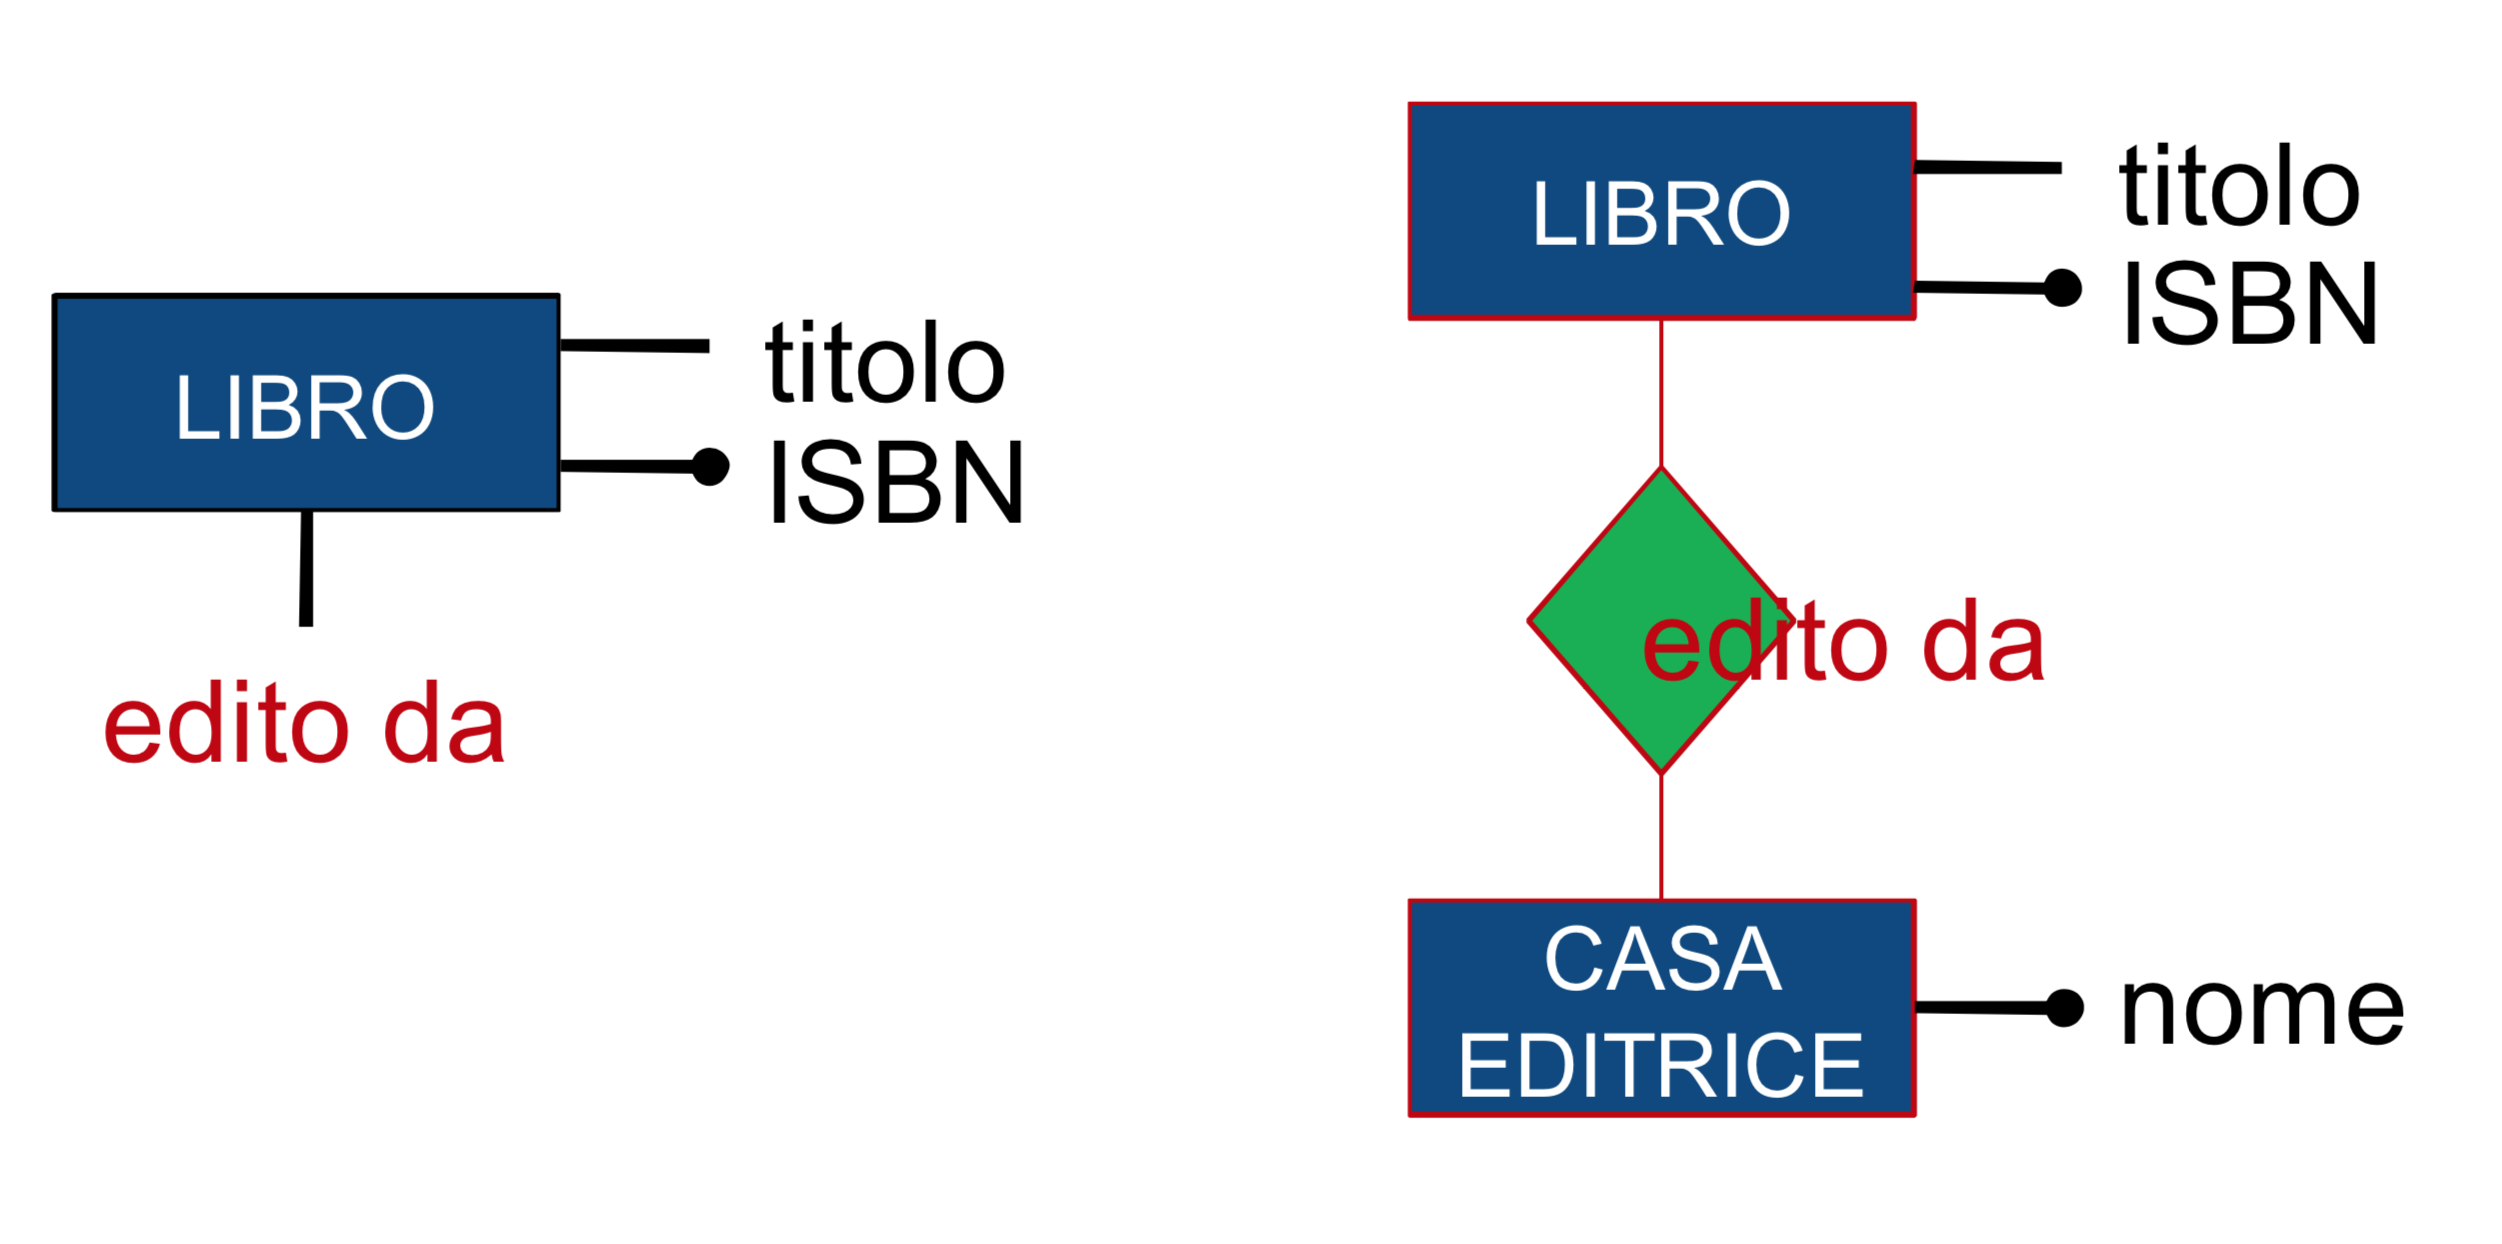 LIBRO
titolo
ISBN
edito da
LIBRO
titolo
ISBN
edito da
CASA
EDITRICE
nome